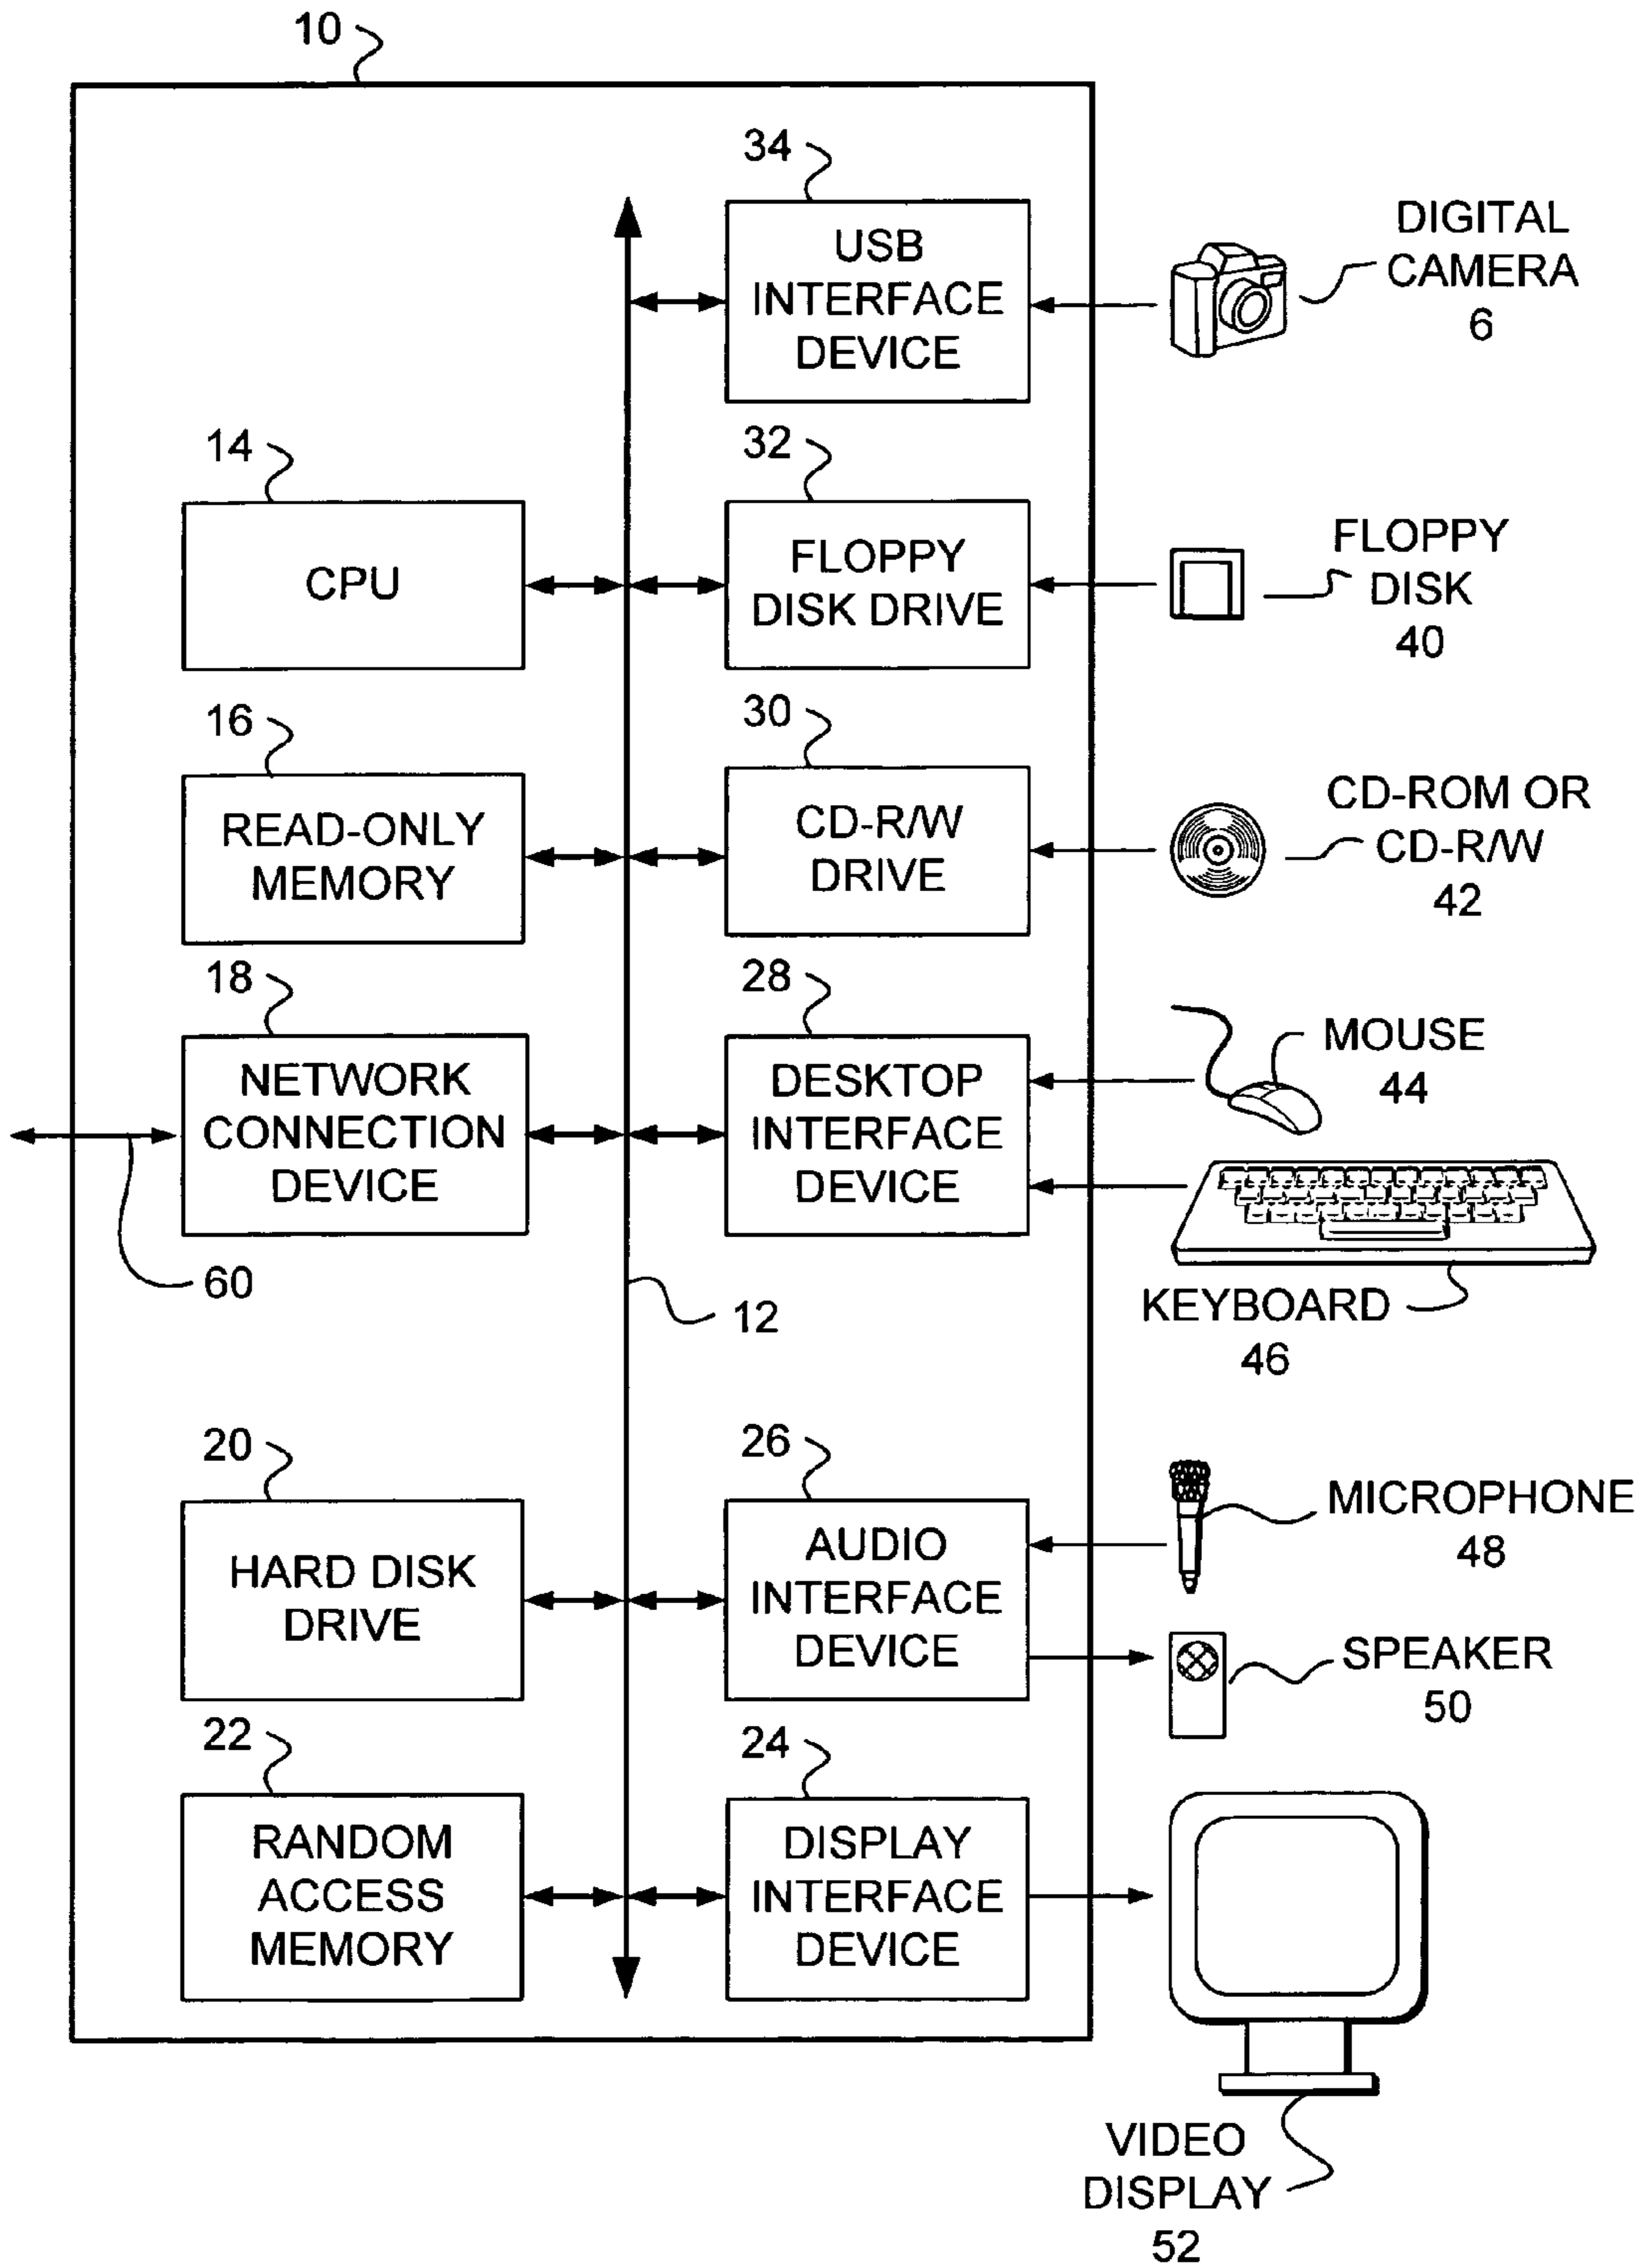 10
34
USB
INTERFACE
DEVICE
DIGITAL
CAMERA
6
14
CPU
32
FLOPPY
DISK DRIVE
FLOPPY
DISK
40
16
READ-ONLY
MEMORY
30
CD-R/W
DRIVE
CD-ROM OR
CD-R/W
42
18
NETWORK
CONNECTION
DEVICE
60
28
DESKTOP
INTERFACE
DEVICE
MOUSE
44
KEYBOARD
46
12
20
HARD DISK
DRIVE
26
AUDIO
INTERFACE
DEVICE
MICROPHONE
48
SPEAKER
50
22
RANDOM
ACCESS
MEMORY
24
DISPLAY
INTERFACE
DEVICE
VIDEO
DISPLAY
52